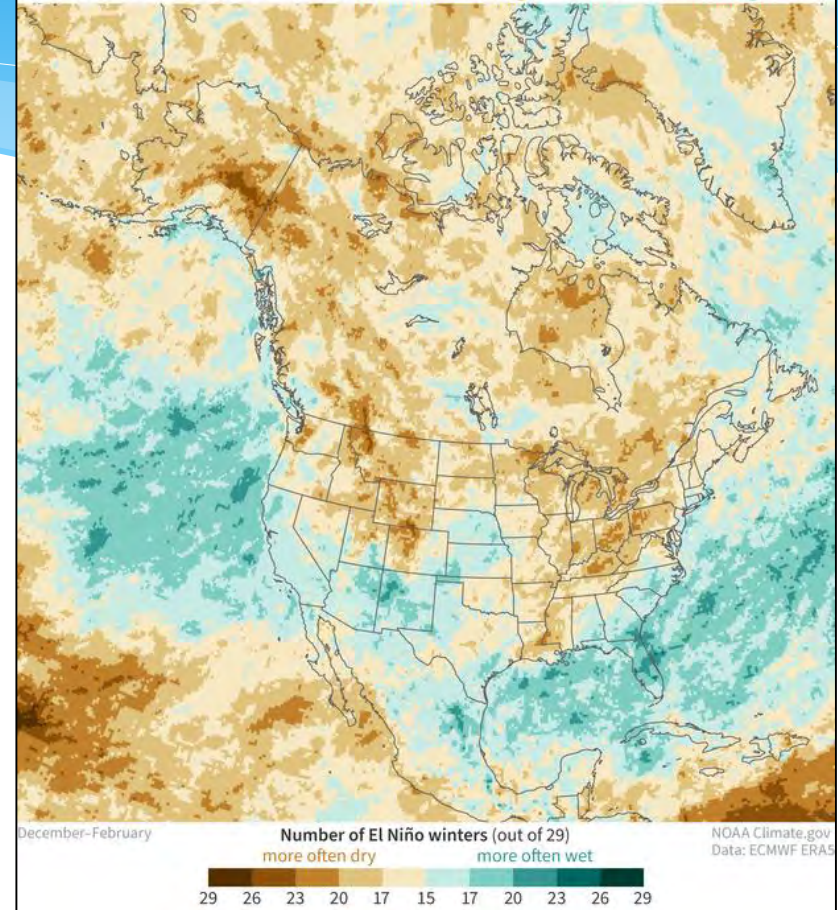 December–February
Number of El Niño winters (out of 29)
NOAA Climate.gov
more often dry
more often wet
Data: ECMWF ERA5
29 26 23 20 17 15 17 20 23 26 29